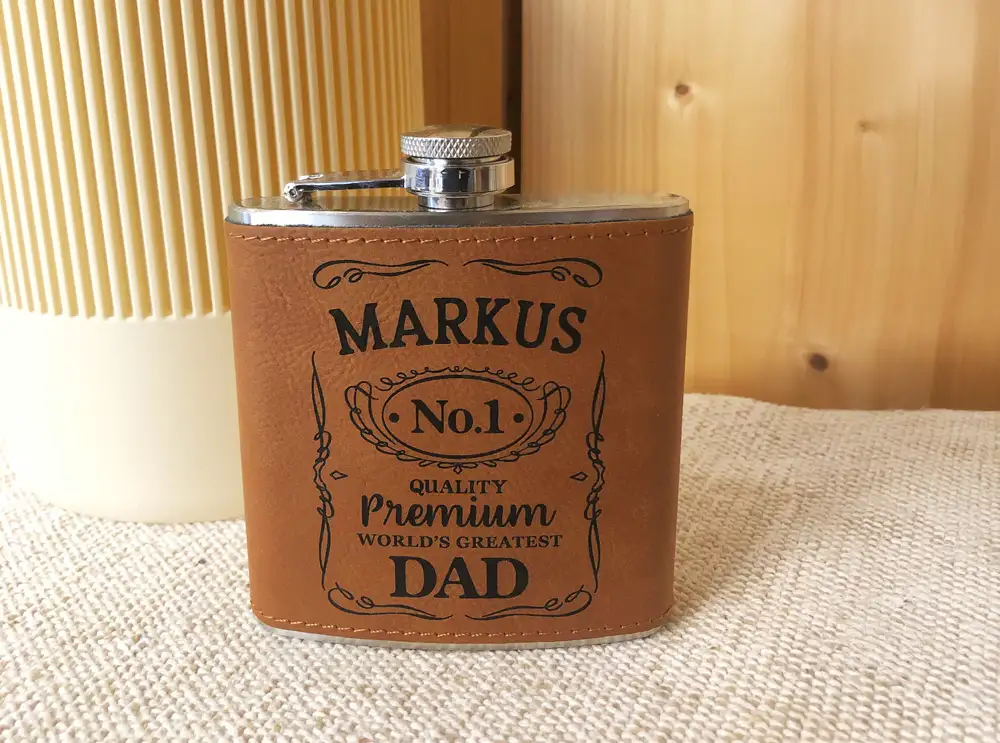 MARKUS
No.1
QUALITY
Premium
WORLD'S GREATEST
DAD